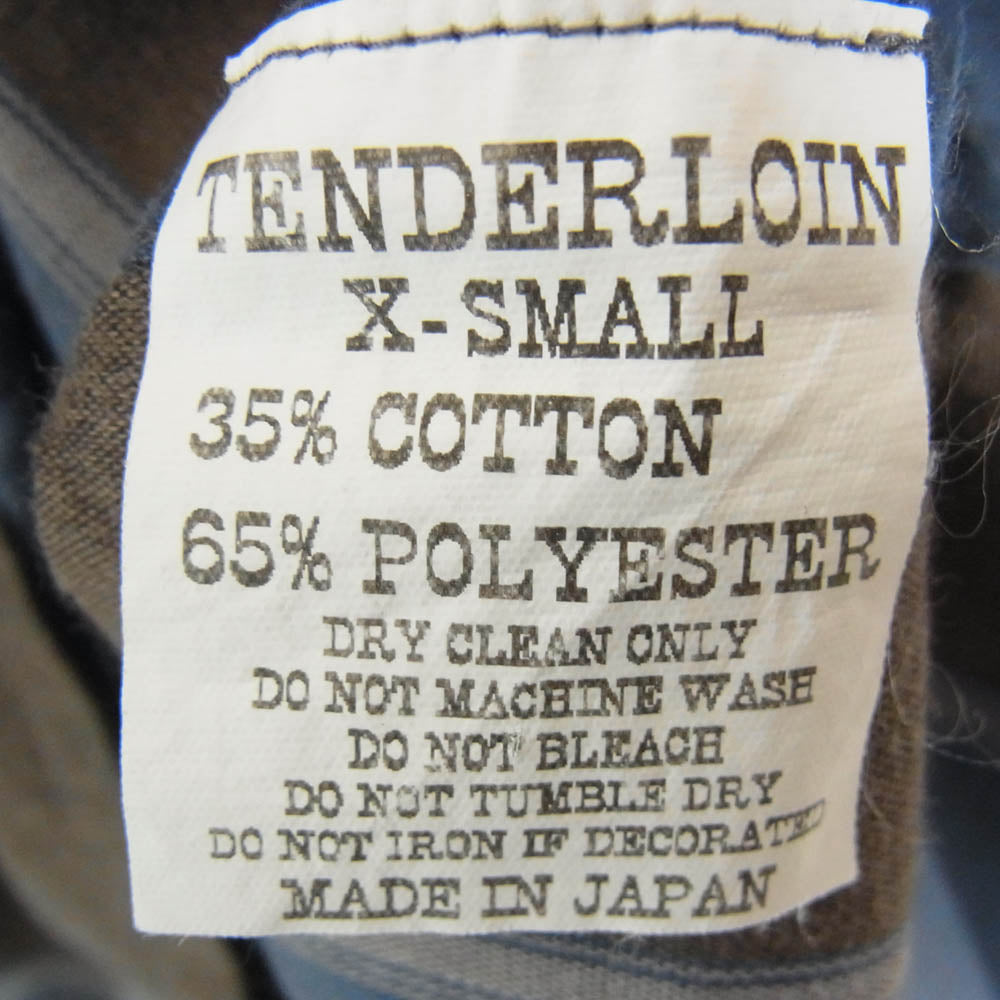 TENDERLOIN
X-SMALL
35% COTTON
65% POLYESTER
DRY CLEAN ONLY
DO NOT MACHINE WASH
DO NOT BLEACH
DO NOT TUMBLE DRY
DO NOT IRON IF DECORATED
MADE IN JAPAN